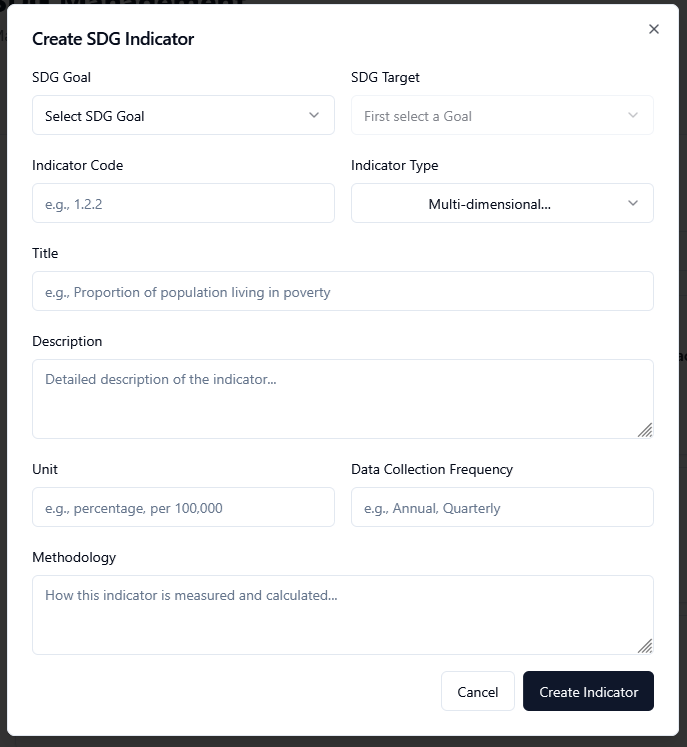 Create SDG Indicator
SDG Goal
SDG Target
Select SDG Goal
First select a Goal
Indicator Code
Indicator Type
e.g., 1.2.2
Multi-dimensional...
Title
e.g., Proportion of population living in poverty
Description
Detailed description of the indicator...
Unit
Data Collection Frequency
e.g., percentage, per 100,000
e.g., Annual, Quarterly
Methodology
How this indicator is measured and calculated...
Cancel
Create Indicator